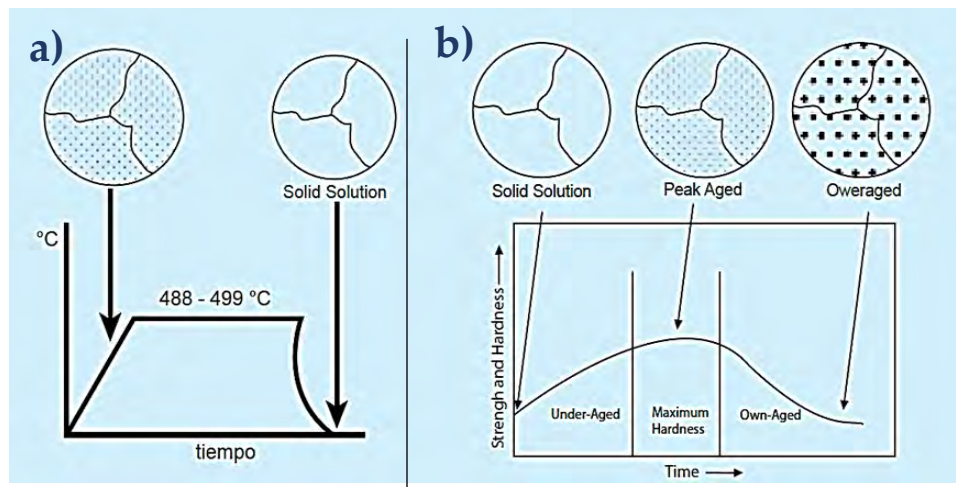 a)
Solid Solution
°C
488 - 499 °C
tiempo
b)
Solid Solution
Peak Aged
Oweraged
Strengh and Hardness
Under-Aged
Maximum
Hardness
Own-Aged
Time